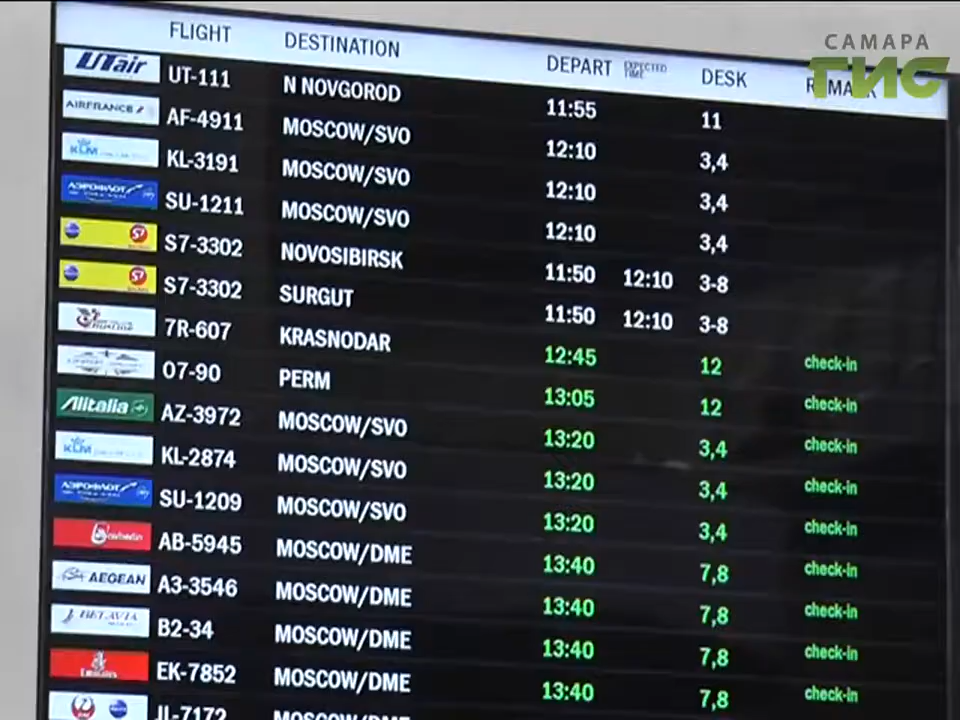 САМАРА
ГИС
FLIGHT DESTINATION DEPART EXPECTED TIME DESK REMARK
UTair UT-111 N NOVGOROD 11:55 11
AIRFRANCE AF-4911 MOSCOW/SVO 12:10 3,4
KLM KL-3191 MOSCOW/SVO 12:10 3,4
АЭРОФЛОТ SU-1211 MOSCOW/SVO 12:10 3,4
S7 S7-3302 NOVOSIBIRSK 11:50 12:10 3-8
S7 S7-3302 SURGUT 11:50 12:10 3-8
7R-607 KRASNODAR 12:45 12 check-in
07-90 PERM 13:05 12 check-in
Alitalia AZ-3972 MOSCOW/SVO 13:20 3,4 check-in
KLM KL-2874 MOSCOW/SVO 13:20 3,4 check-in
АЭРОФЛОТ SU-1209 MOSCOW/SVO 13:20 3,4 check-in
airberlin AB-5945 MOSCOW/DME 13:40 7,8 check-in
AEGEAN A3-3546 MOSCOW/DME 13:40 7,8 check-in
BELAVIA B2-34 MOSCOW/DME 13:40 7,8 check-in
Emirates EK-7852 MOSCOW/DME 13:40 7,8 check-in
JL-7172 MOSCOW/DME